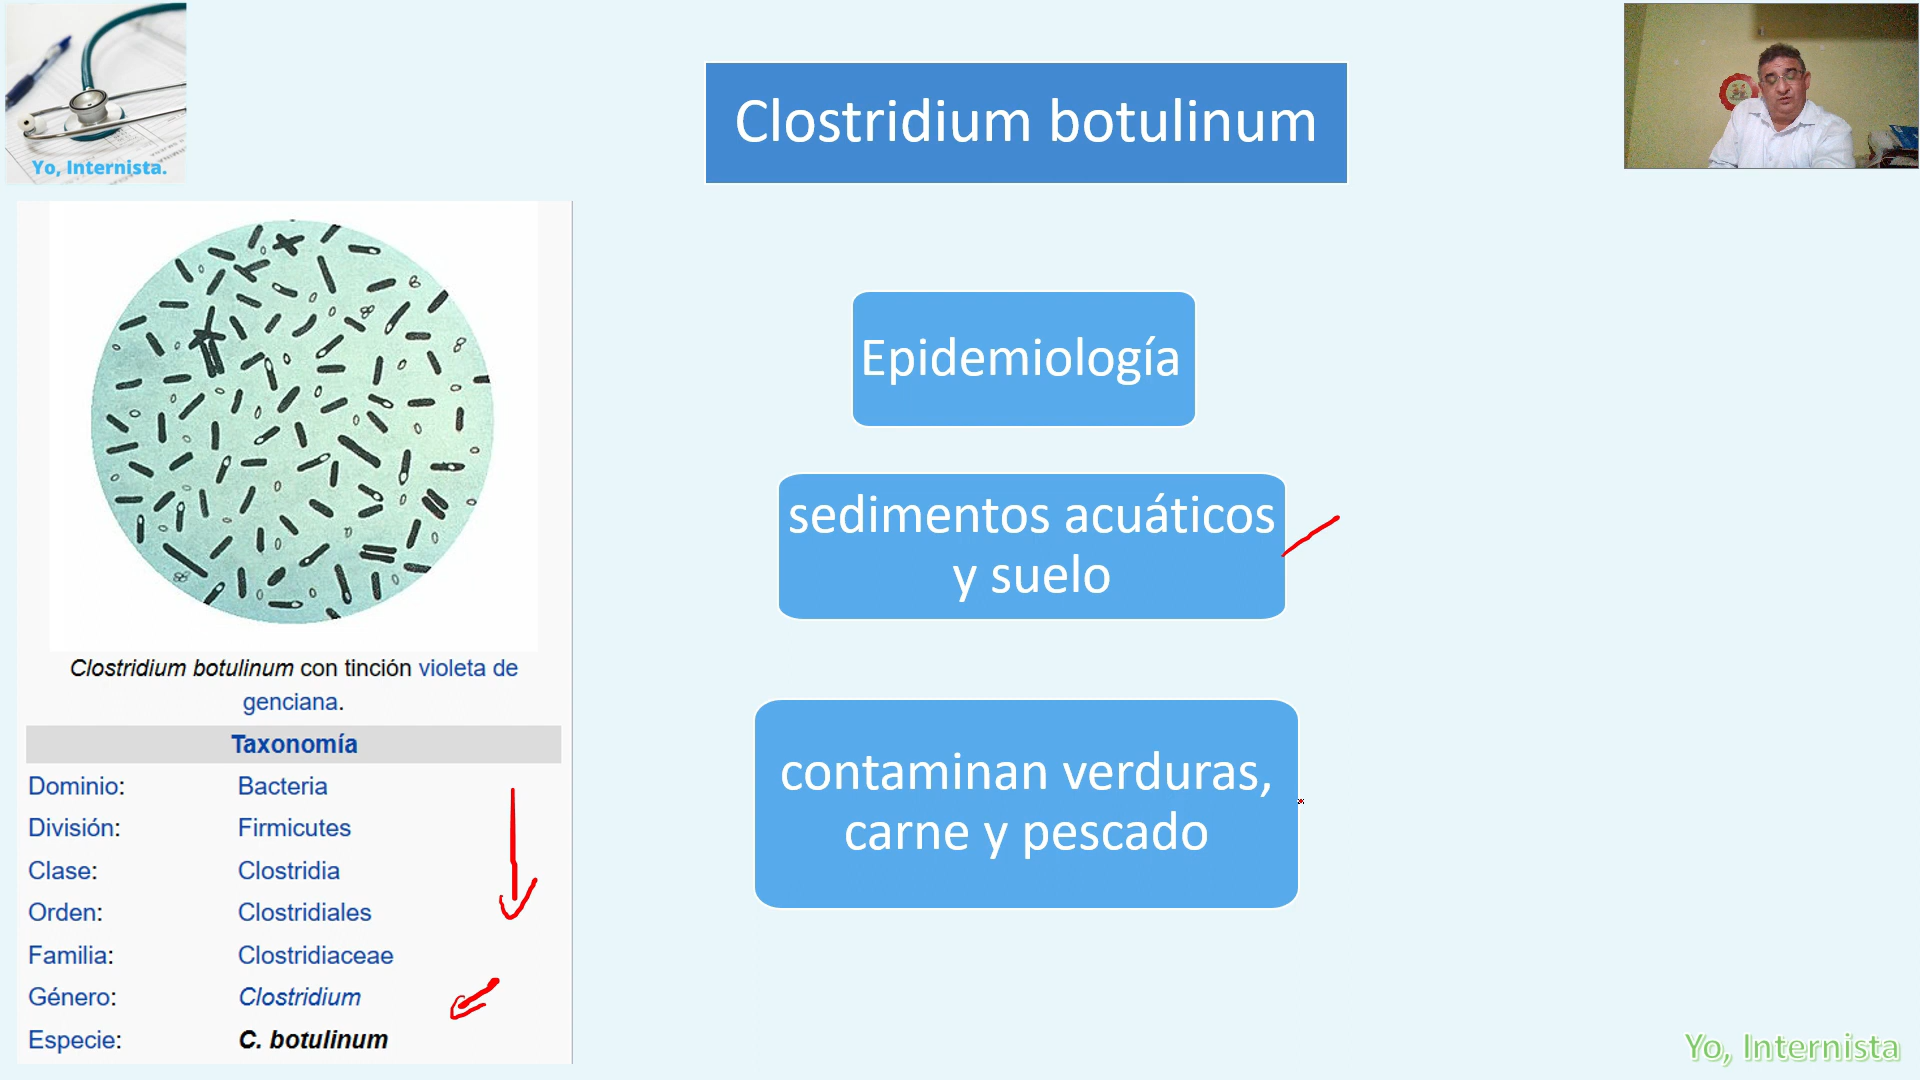 Yo, Internista.
Clostridium botulinum
Clostridium botulinum con tinción violeta de
genciana.
Taxonomía
Dominio: Bacteria
División: Firmicutes
Clase: Clostridia
Orden: Clostridiales
Familia: Clostridiaceae
Género: Clostridium
Especie: C. botulinum
Epidemiología
sedimentos acuáticos
y suelo
contaminan verduras,
carne y pescado
Yo, Internista